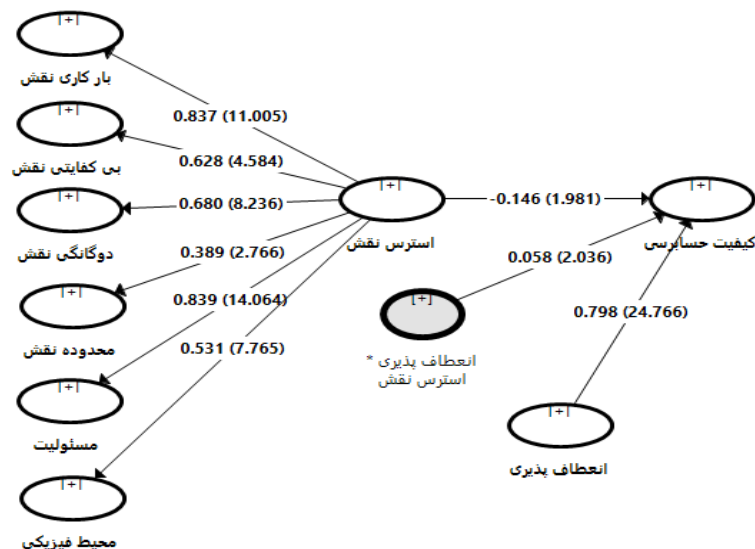 [+]
بار کاری نقش
0.837 (11.005)
[+]
بی کفایتی نقش
0.628 (4.584)
[+]
دوگانگی نقش
0.680 (8.236)
[+]
استرس نقش
-0.146 (1.981)
[+]
کیفیت حسابرسی
0.389 (2.766)
0.058 (2.036)
[+]
محدوده نقش
0.839 (14.064)
[+]
انعطاف پذیری *
استرس نقش
0.798 (24.766)
0.531 (7.765)
[+]
مسئولیت
[+]
انعطاف پذیری
[+]
محیط فیزیکی